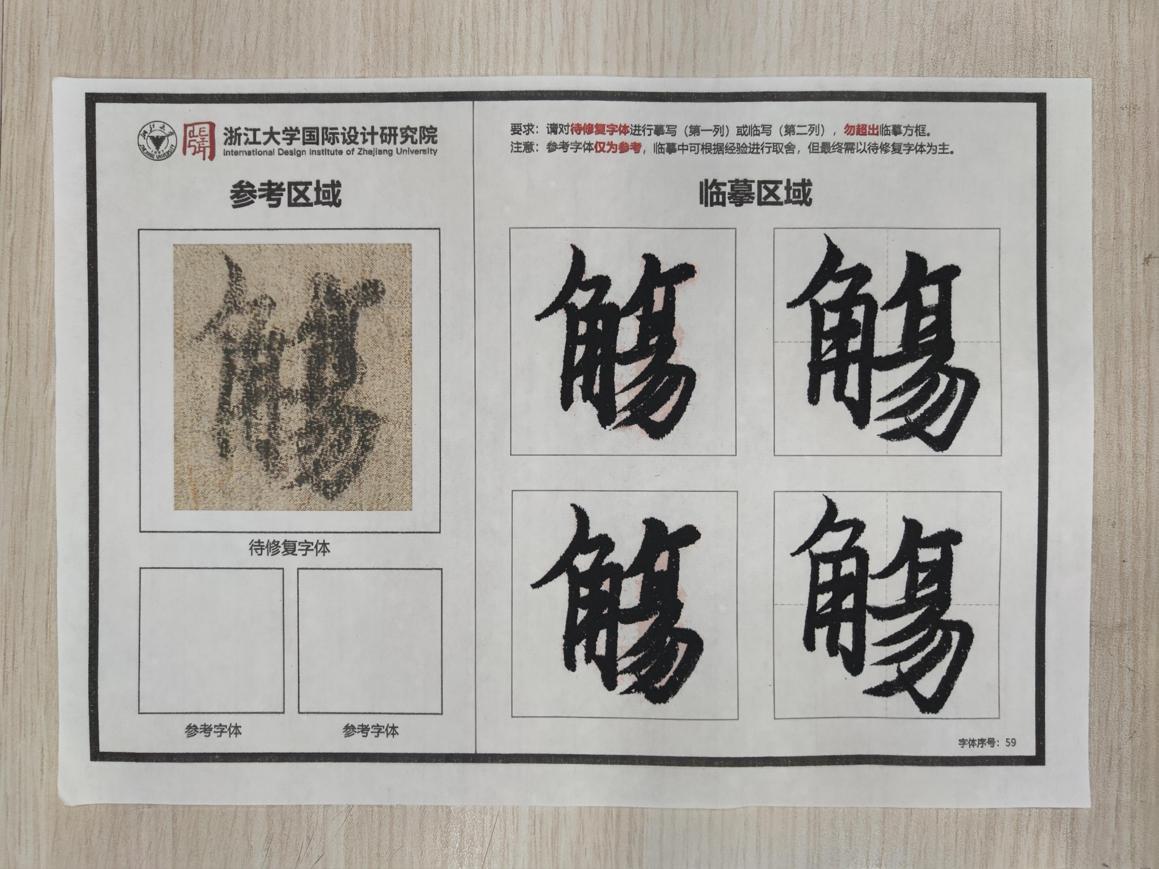 浙江大学国际设计研究院
International Design Institute of Zhejiang University
参考区域
待修复字体
参考字体
参考字体
要求：请对待修复字体进行摹写（第一列）或临写（第二列），勿超出临摹方框。
注意：参考字体仅为参考，临摹中可根据经验进行取舍，但最终需以待修复字体为主。
临摹区域
字体序号：59